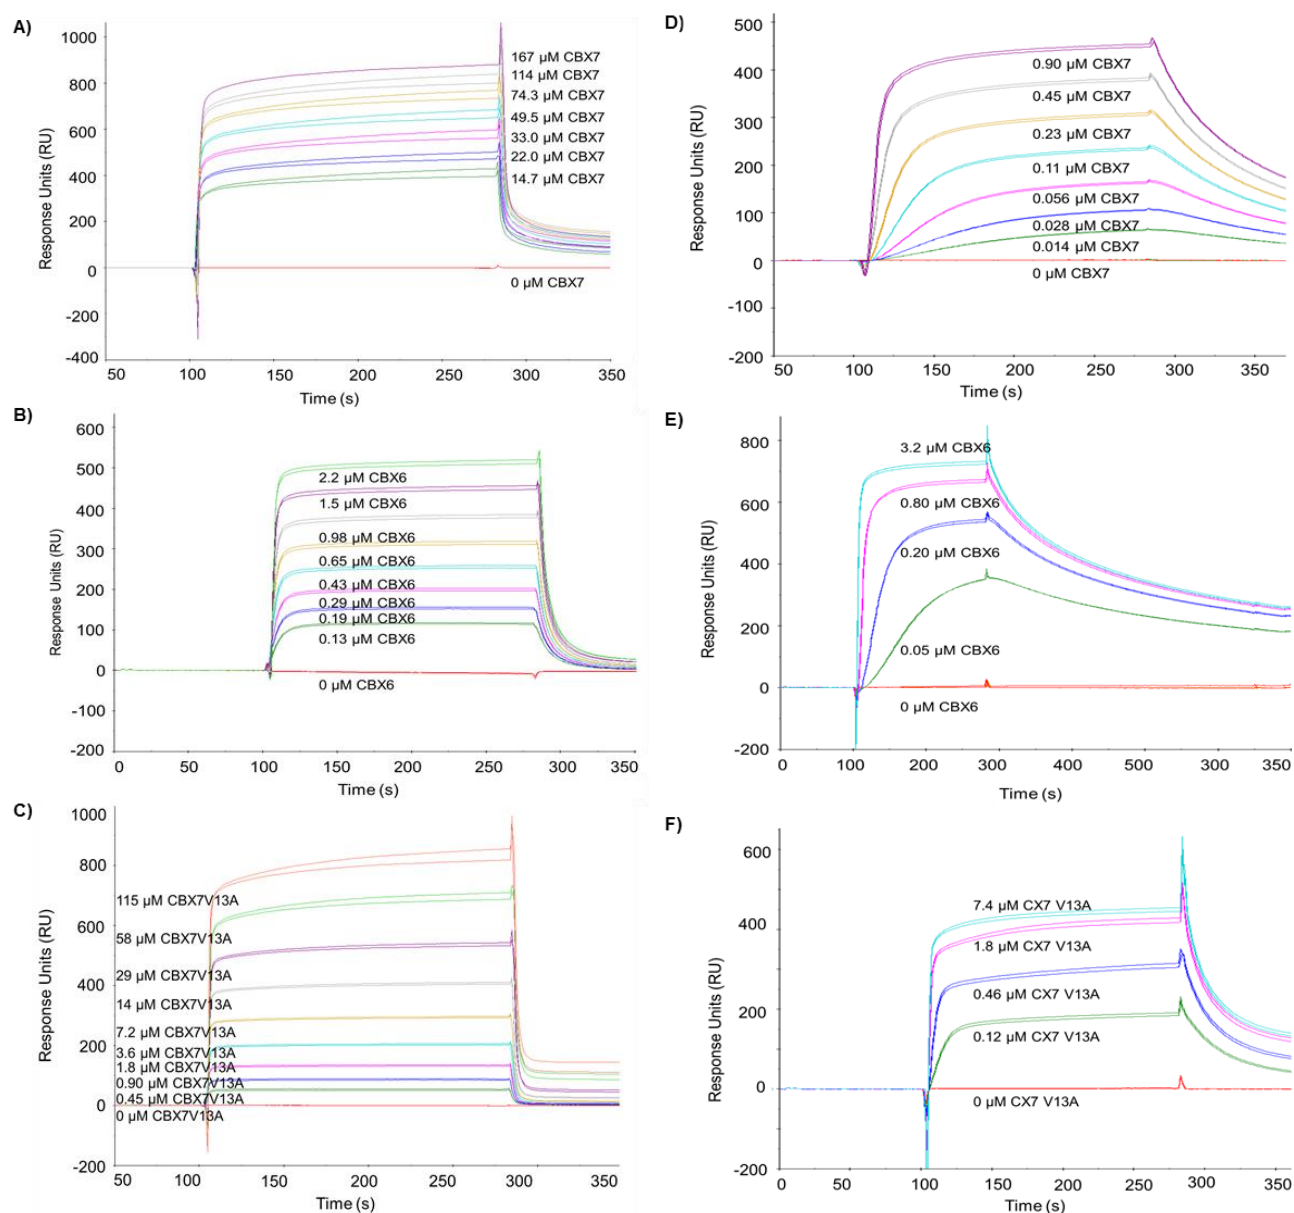 A)
1000
800
600
400
200
0
-200
-400
Response Units (RU)
167 µM CBX7
114 µM CBX7
74.3 µM CBX7
49.5 µM CBX7
33.0 µM CBX7
22.0 µM CBX7
14.7 µM CBX7
0 µM CBX7
50 100 150 200 250 300 350
Time (s)
D)
500
400
300
200
100
0
-100
-200
Response Units (RU)
0.90 µM CBX7
0.45 µM CBX7
0.23 µM CBX7
0.11 µM CBX7
0.056 µM CBX7
0.028 µM CBX7
0.014 µM CBX7
0 µM CBX7
50 100 150 200 250 300 350
Time (s)
B)
600
500
400
300
200
100
0
-100
-200
Response Units (RU)
2.2 µM CBX6
1.5 µM CBX6
0.98 µM CBX6
0.65 µM CBX6
0.43 µM CBX6
0.29 µM CBX6
0.19 µM CBX6
0.13 µM CBX6
0 µM CBX6
0 50 100 150 200 250 300 350
Time (s)
E)
800
600
400
200
0
-200
Response Units (RU)
3.2 µM CBX6
0.80 µM CBX6
0.20 µM CBX6
0.05 µM CBX6
0 µM CBX6
0 100 200 300 400 500 300 350
Time (s)
C)
1000
800
600
400
200
0
-200
Response Units (RU)
115 µM CBX7V13A
58 µM CBX7V13A
29 µM CBX7V13A
14 µM CBX7V13A
7.2 µM CBX7V13A
3.6 µM CBX7V13A
1.8 µM CBX7V13A
0.90 µM CBX7V13A
0.45 µM CBX7V13A
0 µM CBX7V13A
50 100 150 200 250 300 350
Time (s)
F)
600
400
200
0
-200
Response Units (RU)
7.4 µM CX7 V13A
1.8 µM CX7 V13A
0.46 µM CX7 V13A
0.12 µM CX7 V13A
0 µM CX7 V13A
0 50 100 150 200 250 300 350
Time (s)